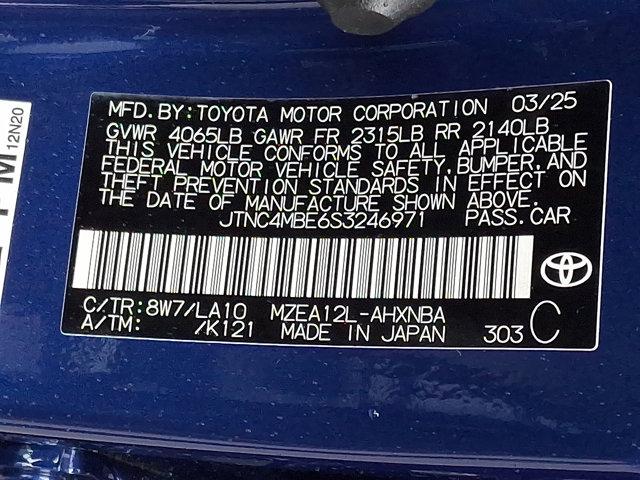 MFD.BY:TOYOTA MOTOR CORPORATION 03/25
GVWR 4065LB GAWR FR 2315LB RR 2140LB
THIS VEHICLE CONFORMS TO ALL APPLICABLE
FEDERAL MOTOR VEHICLE SAFETY,BUMPER,AND
THEFT PREVENTION STANDARDS IN EFFECT ON
THE DATE OF MANUFACTURE SHOWN ABOVE.
JTNC4MBE6S3246971 PASS.CAR
C/TR:8W7/LA10 MZEA12L-AHXNBA
A/TM: /K121 MADE IN JAPAN 303 C
12N20